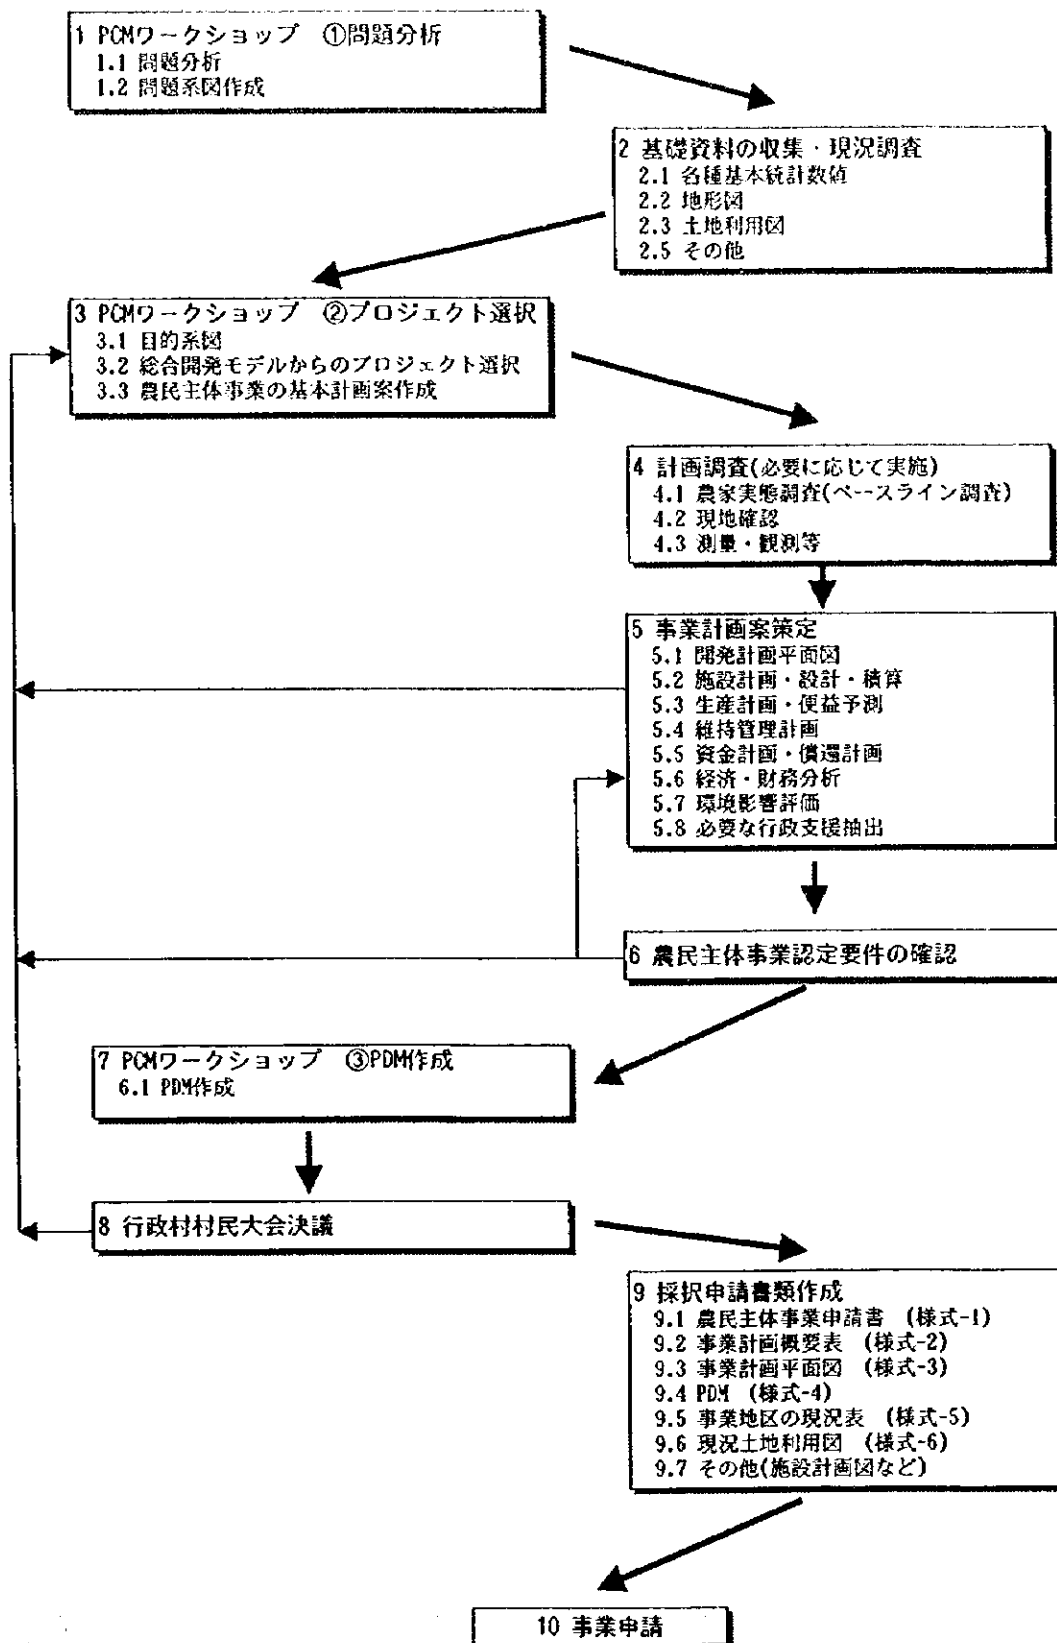 1 PCMワークショップ ①問題分析
1.1 問題分析
1.2 問題系図作成
2 基礎資料の収集・現況調査
2.1 各種基本統計数値
2.2 地形図
2.3 土地利用図
2.5 その他
3 PCMワークショップ ②プロジェクト選択
3.1 目的系図
3.2 総合開発モデルからのプロジェクト選択
3.3 農民主体事業の基本計画案作成
4 計画調査(必要に応じて実施)
4.1 農家実態調査(ベースライン調査)
4.2 現地確認
4.3 測量・観測等
5 事業計画案策定
5.1 開発計画平面図
5.2 施設計画・設計・積算
5.3 生産計画・便益予測
5.4 維持管理計画
5.5 資金計画・償還計画
5.6 経済・財務分析
5.7 環境影響評価
5.8 必要な行政支援抽出
6 農民主体事業認定要件の確認
7 PCMワークショップ ③PDM作成
6.1 PDM作成
8 行政村村民大会決議
9 採択申請書類作成
9.1 農民主体事業申請書 (様式-1)
9.2 事業計画概要表 (様式-2)
9.3 事業計画平面図 (様式-3)
9.4 PDM (様式-4)
9.5 事業地区の現況表 (様式-5)
9.6 現況土地利用図 (様式-6)
9.7 その他(施設計画図など)
10 事業申請